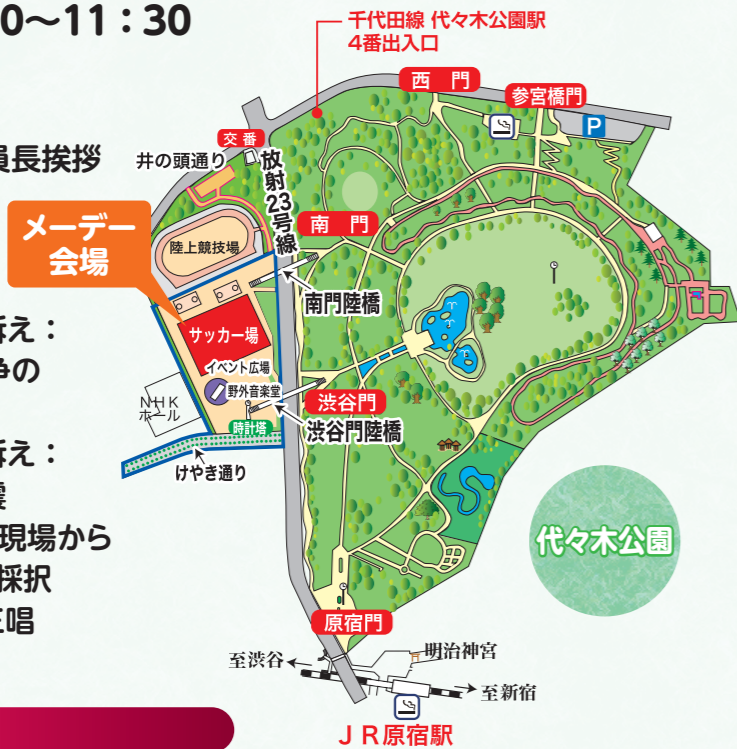 0～11：30
千代田線 代々木公園駅
4番出入口
西　門
参宮橋門
P
交 番
井の頭通り
放射23号線
員長挨拶
メーデー
会場
陸上競技場
南　門
南門陸橋
訴え：
争の
サッカー場
イベント広場
野外音楽堂
NHK
ホール
渋谷門
渋谷門陸橋
時計塔
けやき通り
訴え：
現場から
採択
三唱
代々木公園
原宿門
至渋谷
明治神宮
至新宿
ＪＲ原宿駅